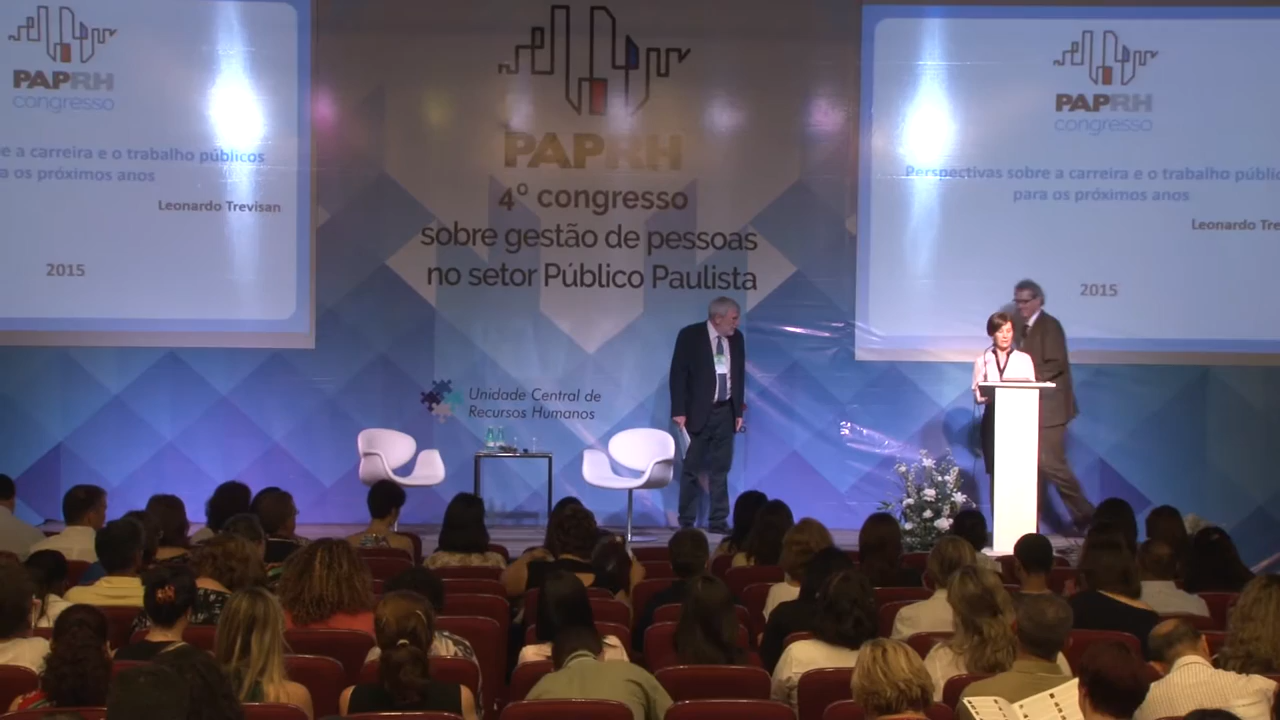 PAPRH
congresso
e a carreira e o trabalho públicos
a os próximos anos
Leonardo Trevisan
2015
PAPRH
4º congresso
sobre gestão de pessoas
no setor Público Paulista
Unidade Central de
Recursos Humanos
PAPRH
congresso
Perspectivas sobre a carreira e o trabalho públic
para os próximos anos
Leonardo Tre
2015